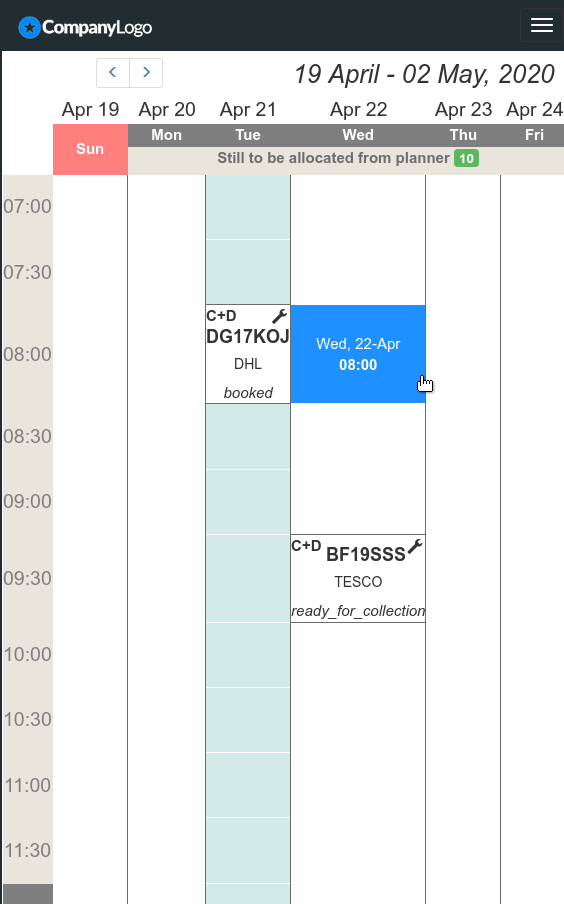 CompanyLogo
19 April - 02 May, 2020
Apr 19 Apr 20 Apr 21 Apr 22 Apr 23 Apr 24
Sun Mon Tue Wed Thu Fri
Still to be allocated from planner 10
07:00
07:30
C+D
DG17KOJ
DHL
booked
Wed, 22-Apr
08:00
08:00
08:30
09:00
C+D BF19SSS
TESCO
ready_for_collection
09:30
10:00
10:30
11:00
11:30